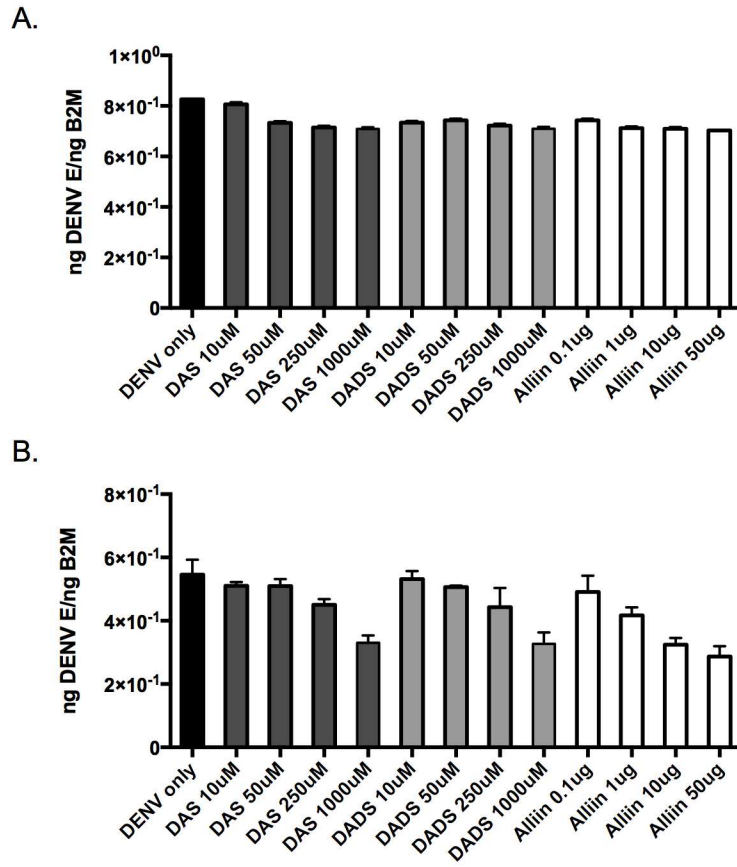 A.
ng DENV E/ng B2M
1×10⁰
8×10⁻¹
6×10⁻¹
4×10⁻¹
2×10⁻¹
0
DENV only
DAS 10uM
DAS 50uM
DAS 250uM
DAS 1000uM
DADS 10uM
DADS 50uM
DADS 250uM
DADS 1000uM
Alliin 0.1ug
Alliin 1ug
Alliin 10ug
Alliin 50ug
B.
ng DENV E/ng B2M
8×10⁻¹
6×10⁻¹
4×10⁻¹
2×10⁻¹
0
DENV only
DAS 10uM
DAS 50uM
DAS 250uM
DAS 1000uM
DADS 10uM
DADS 50uM
DADS 250uM
DADS 1000uM
Alliin 0.1ug
Alliin 1ug
Alliin 10ug
Alliin 50ug